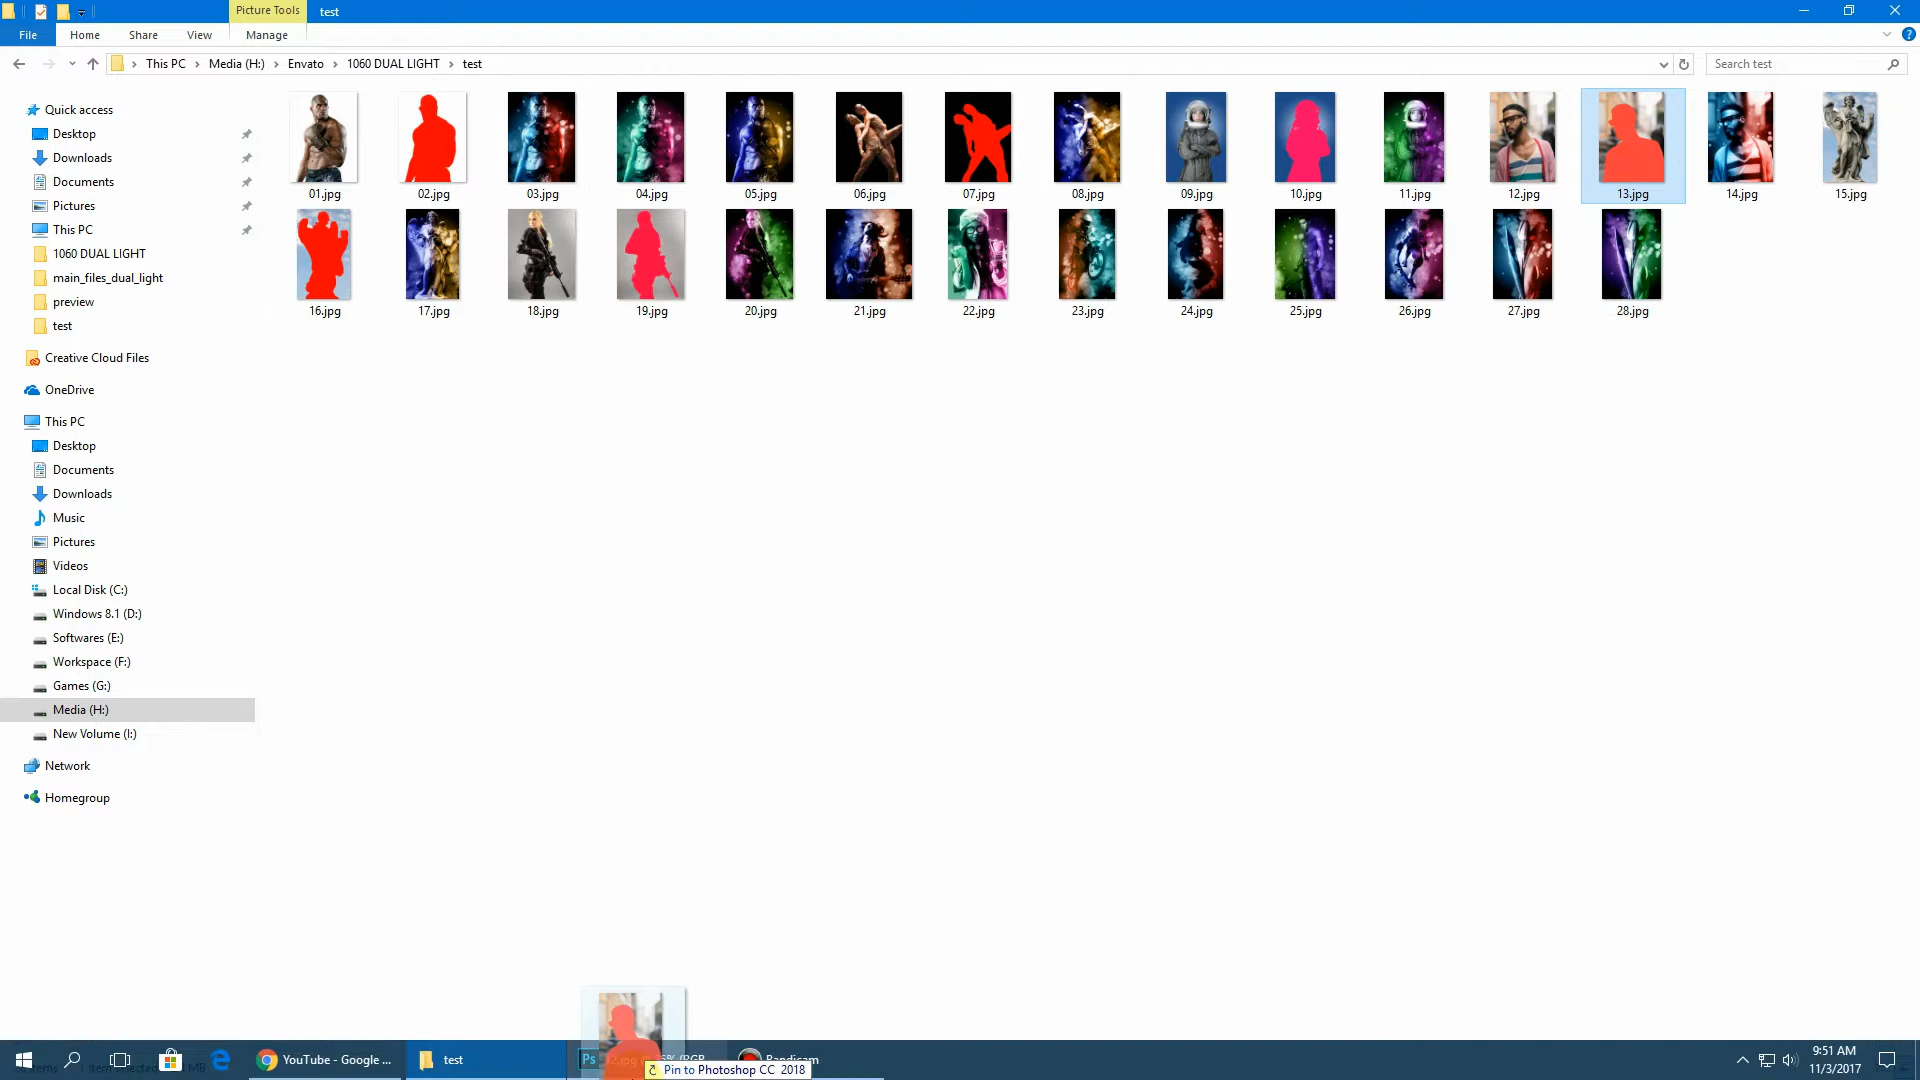 Picture Tools
test
File
Home
Share
View
Manage
This PC
Media (H:)
Envato
1060 DUAL LIGHT
test
Search test
Quick access
Desktop
Downloads
Documents
Pictures
This PC
1060 DUAL LIGHT
main_files_dual_light
preview
test
Creative Cloud Files
OneDrive
This PC
Desktop
Documents
Downloads
Music
Pictures
Videos
Local Disk (C:)
Windows 8.1 (D:)
Softwares (E:)
Workspace (F:)
Games (G:)
Media (H:)
New Volume (I:)
Network
Homegroup
01.jpg
02.jpg
03.jpg
04.jpg
05.jpg
06.jpg
07.jpg
08.jpg
09.jpg
10.jpg
11.jpg
12.jpg
13.jpg
14.jpg
15.jpg
16.jpg
17.jpg
18.jpg
19.jpg
20.jpg
21.jpg
22.jpg
23.jpg
24.jpg
25.jpg
26.jpg
27.jpg
28.jpg
YouTube - Google ...
test
Ps
Bandicam
Pin to Photoshop CC 2018
9:51 AM
11/3/2017